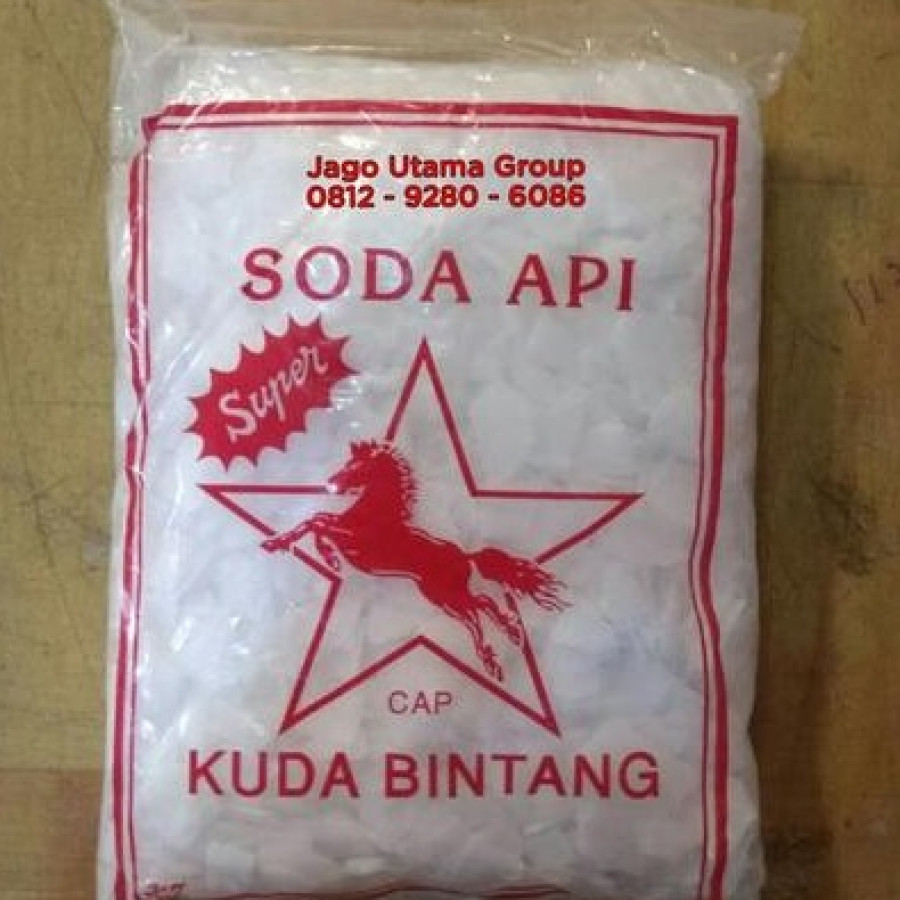 Jago Utama Group
0812 - 9280 - 6086
SODA API
Super
CAP
KUDA BINTANG